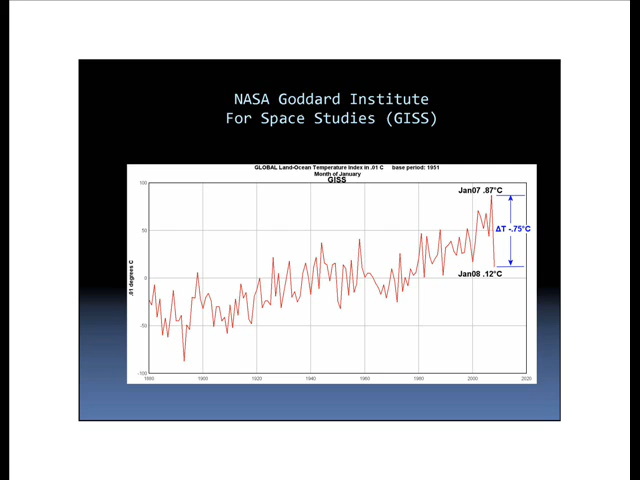 NASA Goddard Institute
For Space Studies (GISS)
GLOBAL Land-Ocean Temperature Index in .01 C base period: 1951
Month of January
GISS
Jan07 .87°C
ΔT -.75°C
Jan08 .12°C
.01 degrees C
100
50
0
-50
-100
1880 1900 1920 1940 1960 1980 2000 2020